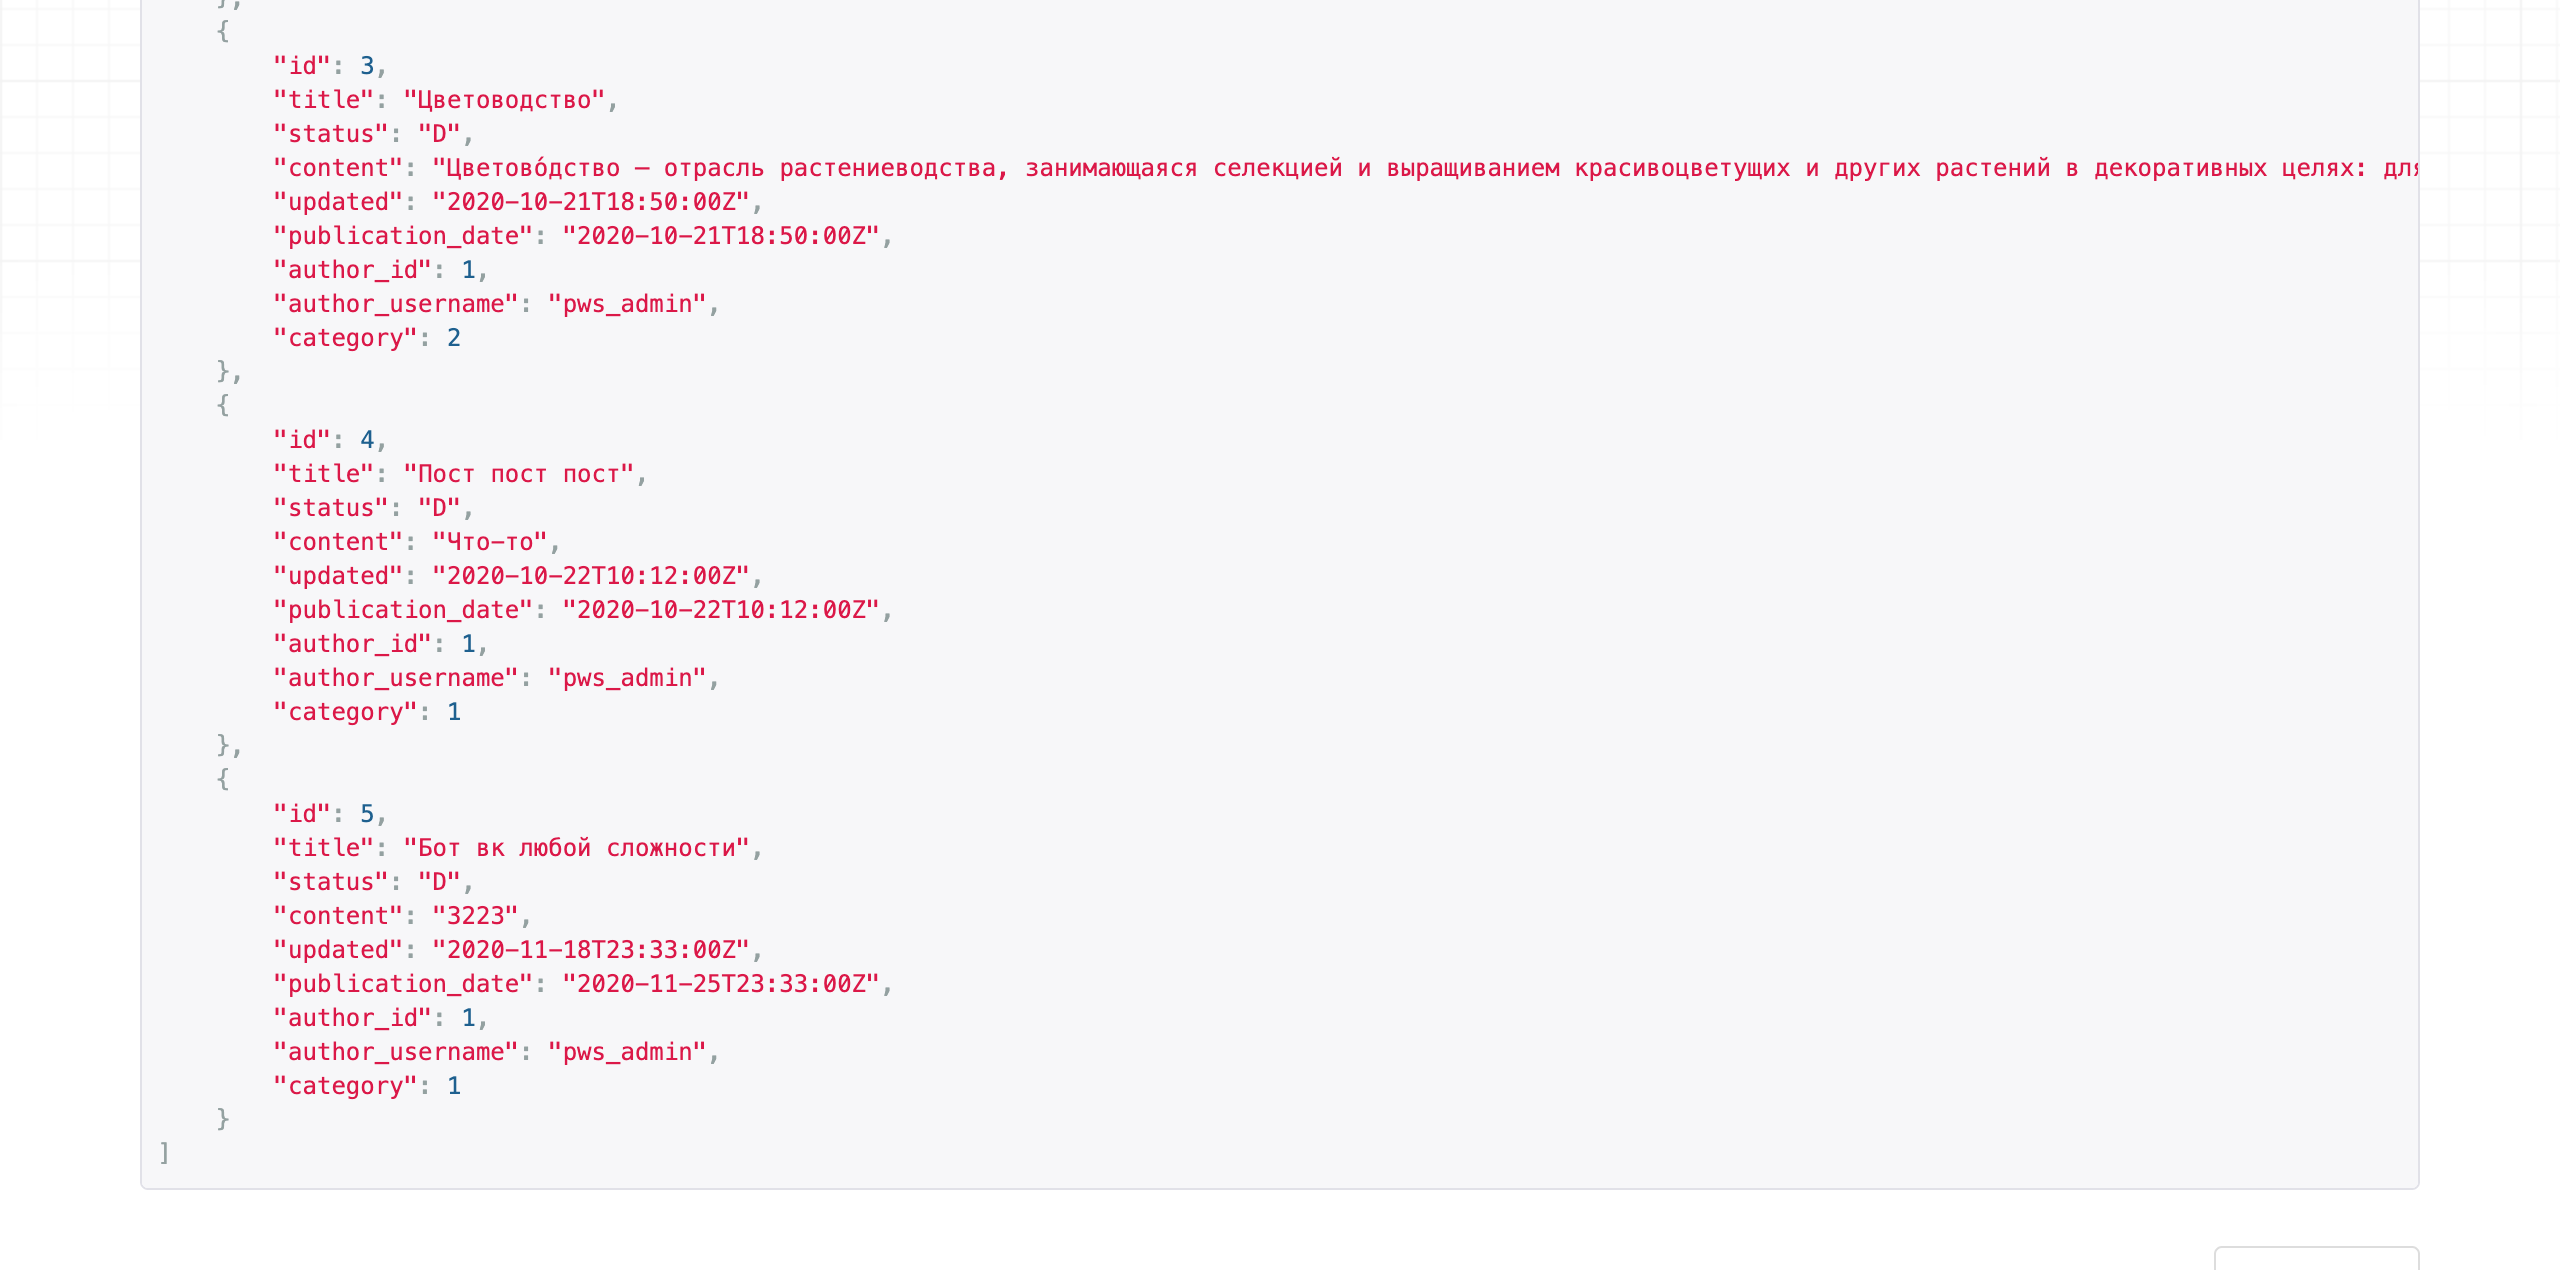 },
{
"id": 3,
"title": "Цветоводство",
"status": "D",
"content": "Цветово́дство — отрасль растениеводства, занимающаяся селекцией и выращиванием красивоцветущих и других растений в декоративных целях: для
"updated": "2020-10-21T18:50:00Z",
"publication_date": "2020-10-21T18:50:00Z",
"author_id": 1,
"author_username": "pws_admin",
"category": 2
},
{
"id": 4,
"title": "Пост пост пост",
"status": "D",
"content": "Что-то",
"updated": "2020-10-22T10:12:00Z",
"publication_date": "2020-10-22T10:12:00Z",
"author_id": 1,
"author_username": "pws_admin",
"category": 1
},
{
"id": 5,
"title": "Бот вк любой сложности",
"status": "D",
"content": "3223",
"updated": "2020-11-18T23:33:00Z",
"publication_date": "2020-11-25T23:33:00Z",
"author_id": 1,
"author_username": "pws_admin",
"category": 1
}
]